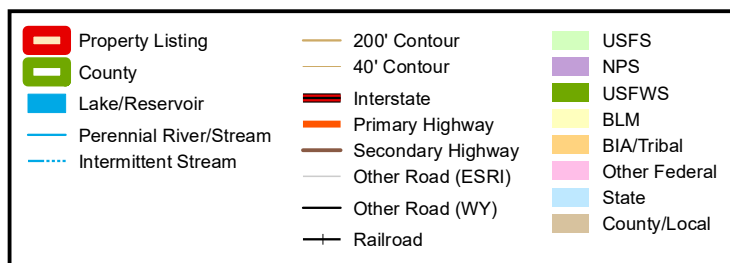 Property Listing
County
Lake/Reservoir
Perennial River/Stream
Intermittent Stream
200' Contour
40' Contour
Interstate
Primary Highway
Secondary Highway
Other Road (ESRI)
Other Road (WY)
Railroad
USFS
NPS
USFWS
BLM
BIA/Tribal
Other Federal
State
County/Local